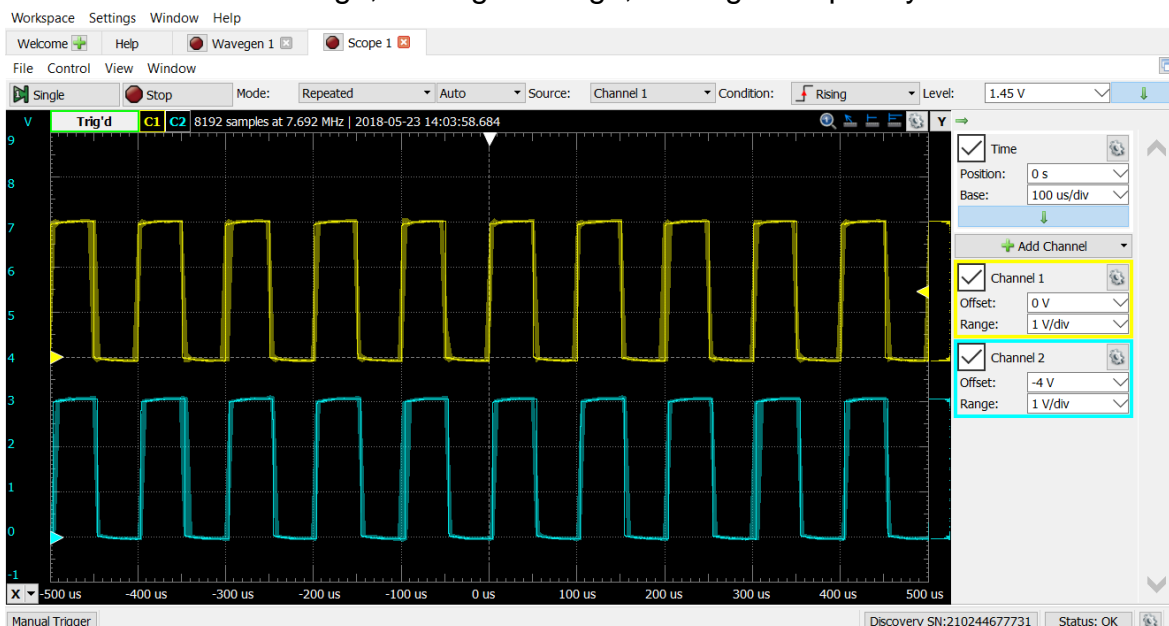 Workspace Settings Window Help
Welcome Help Wavegen 1 Scope 1
File Control View Window
Single Stop Mode: Repeated Auto Source: Channel 1 Condition: Rising Level: 1.45 V
V Trig'd C1 C2 8192 samples at 7.692 MHz | 2018-05-23 14:03:58.684 Y
Time
Position: 0 s
Base: 100 us/div
Add Channel
Channel 1
Offset: 0 V
Range: 1 V/div
Channel 2
Offset: -4 V
Range: 1 V/div
9
8
7
6
5
4
3
2
1
0
-1
X -500 us -400 us -300 us -200 us -100 us 0 us 100 us 200 us 300 us 400 us 500 us
Manual Trigger Discovery SN:210244677731 Status: OK